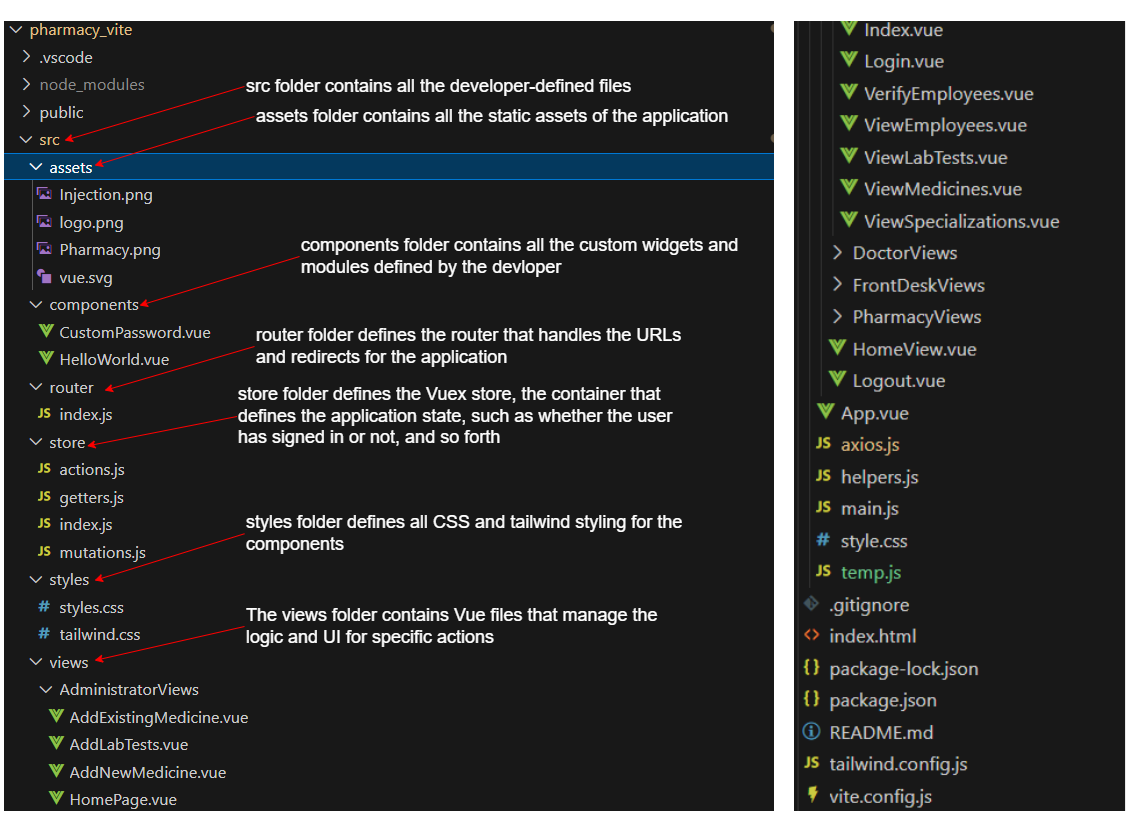 pharmacy_vite
.vscode
node_modules
src folder contains all the developer-defined files
public
assets folder contains all the static assets of the application
src
assets
Injection.png
logo.png
Pharmacy.png
components folder contains all the custom widgets and
modules defined by the devloper
vue.svg
components
CustomPassword.vue
router folder defines the router that handles the URLs
and redirects for the application
HelloWorld.vue
router
store folder defines the Vuex store, the container that
defines the application state, such as whether the user
has signed in or not, and so forth
JS index.js
store
JS actions.js
JS getters.js
JS index.js
styles folder defines all CSS and tailwind styling for the
components
JS mutations.js
styles
# styles.css
The views folder contains Vue files that manage the
logic and UI for specific actions
# tailwind.css
views
AdministratorViews
AddExistingMedicine.vue
AddLabTests.vue
AddNewMedicine.vue
HomePage.vue
Index.vue
Login.vue
VerifyEmployees.vue
ViewEmployees.vue
ViewLabTests.vue
ViewMedicines.vue
ViewSpecializations.vue
DoctorViews
FrontDeskViews
PharmacyViews
HomeView.vue
Logout.vue
App.vue
JS axios.js
JS helpers.js
JS main.js
# style.css
JS temp.js
.gitignore
<> index.html
{} package-lock.json
{} package.json
README.md
JS tailwind.config.js
vite.config.js